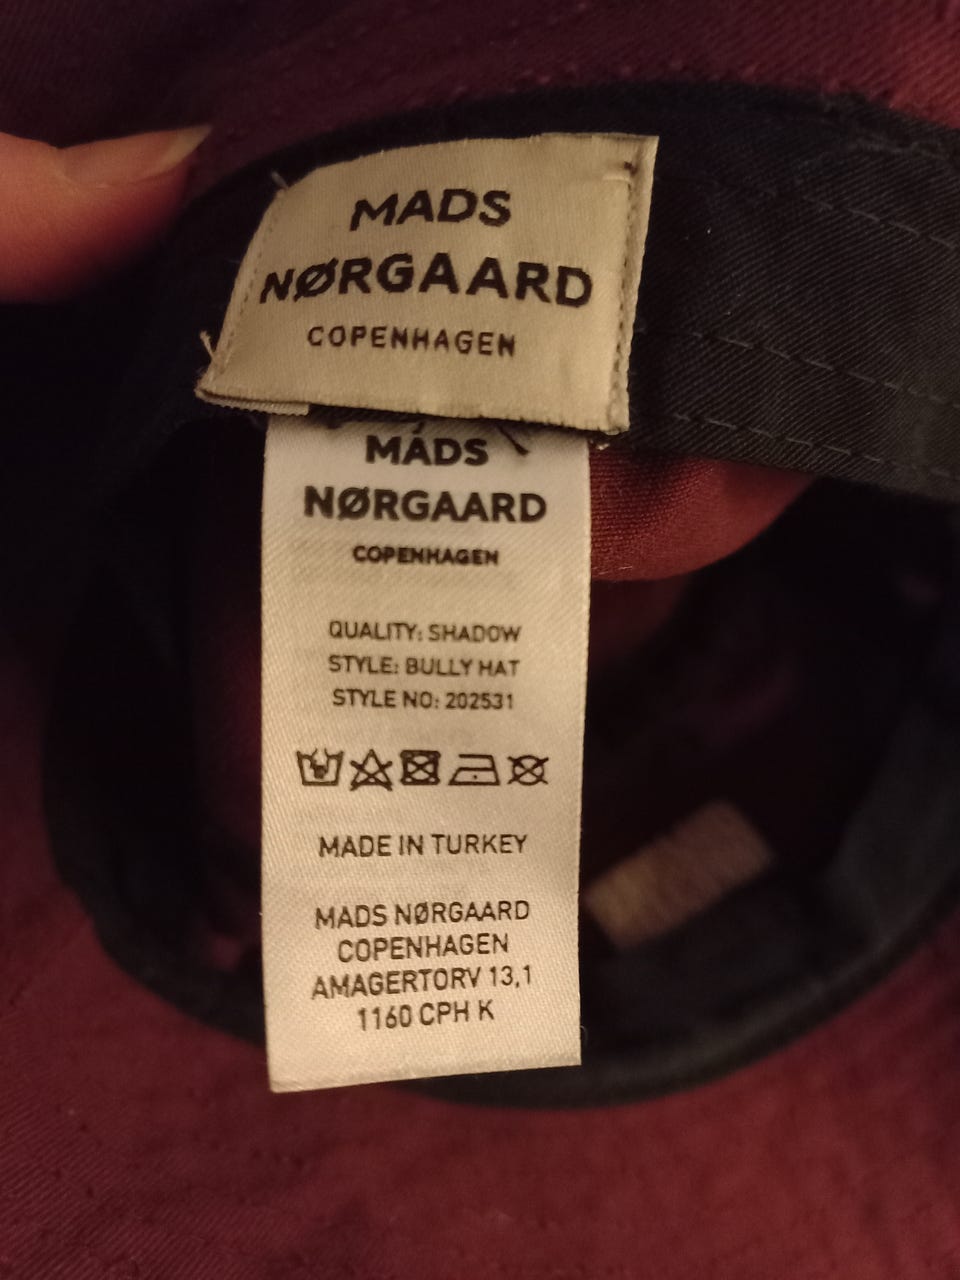 MADS
NØRGAARD
COPENHAGEN
MADS
NØRGAARD
COPENHAGEN
QUALITY: SHADOW
STYLE: BULLY HAT
STYLE NO: 202531
MADE IN TURKEY
MADS NØRGAARD
COPENHAGEN
AMAGERTORV 13,1
1160 CPH K